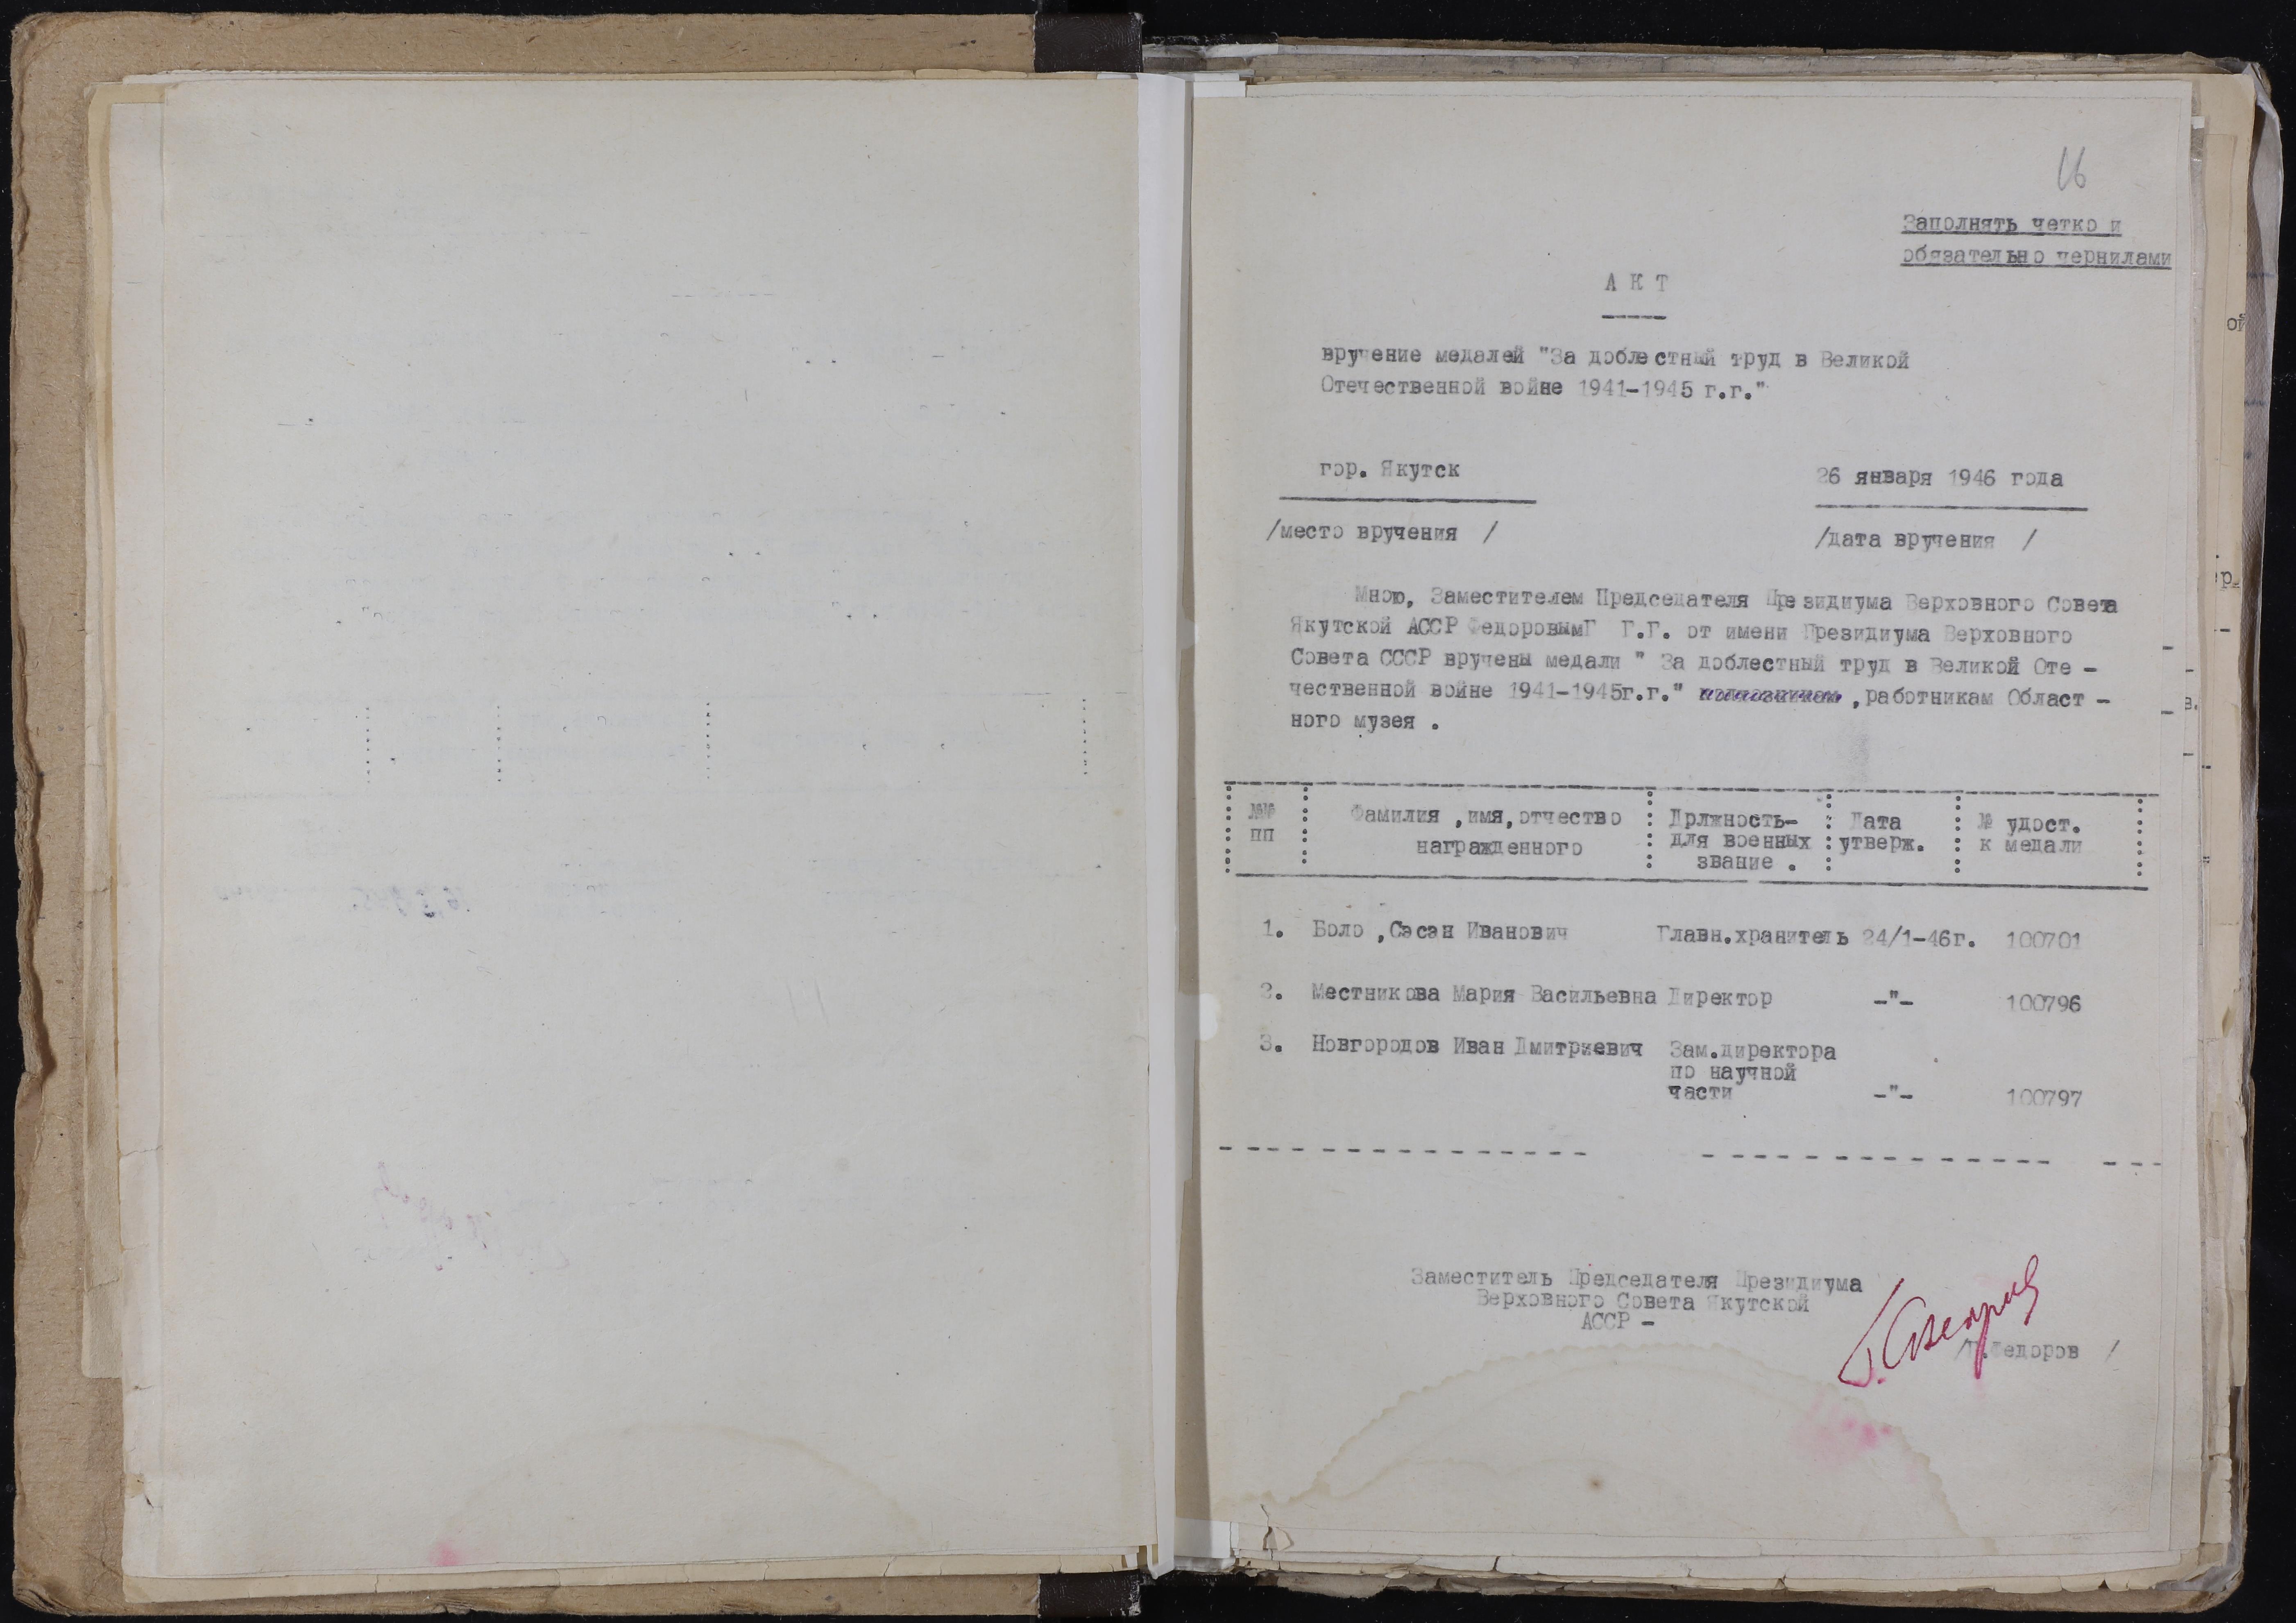 16
Заполнять четко и
обязательно чернилами
А К Т
вручение медалей "За доблестный труд в Великой
Отечественной войне 1941-1945 г.г."
гор. Якутск
26 января 1946 года
/место вручения /
/дата вручения /
Мною, Заместителем Председателя Президиума Верховного Совета
Якутской АССР ФедоровымГ Г.Г. от имени Президиума Верховного
Совета СССР вручены медали " За доблестный труд в Великой Оте -
чественной войне 1941-1945г.г." , работникам Област -
ного музея .
№№ пп
Фамилия ,имя,отчество награжденного
Дрлжность- для военных звание .
Дата утверж.
№ удост. к медали
1. Боло ,Сэсэн Иванович Главн.хранитель 24/1-46г. 100701
2. Местникова Мария Васильевна Директор -"- 100796
3. Новгородов Иван Дмитриевич Зам.директора
по научной
части -"- 100797
Заместитель Председателя Президиума
Верховного Совета Якутской
АССР -
/Г.Федоров /